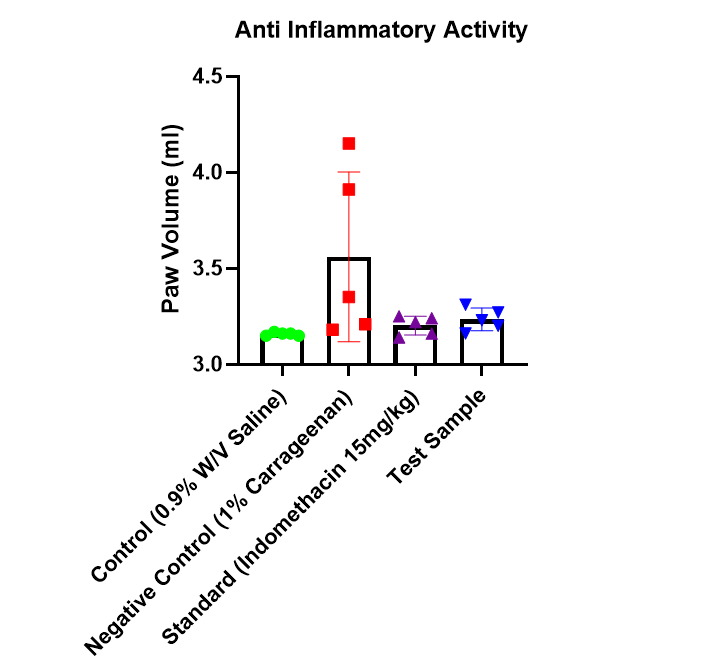 Anti Inflammatory Activity
Paw Volume (ml)
4.5
4.0
3.5
3.0
Control (0.9% W/V Saline)
Negative Control (1% Carrageenan)
Standard (Indomethacin 15mg/kg)
Test Sample